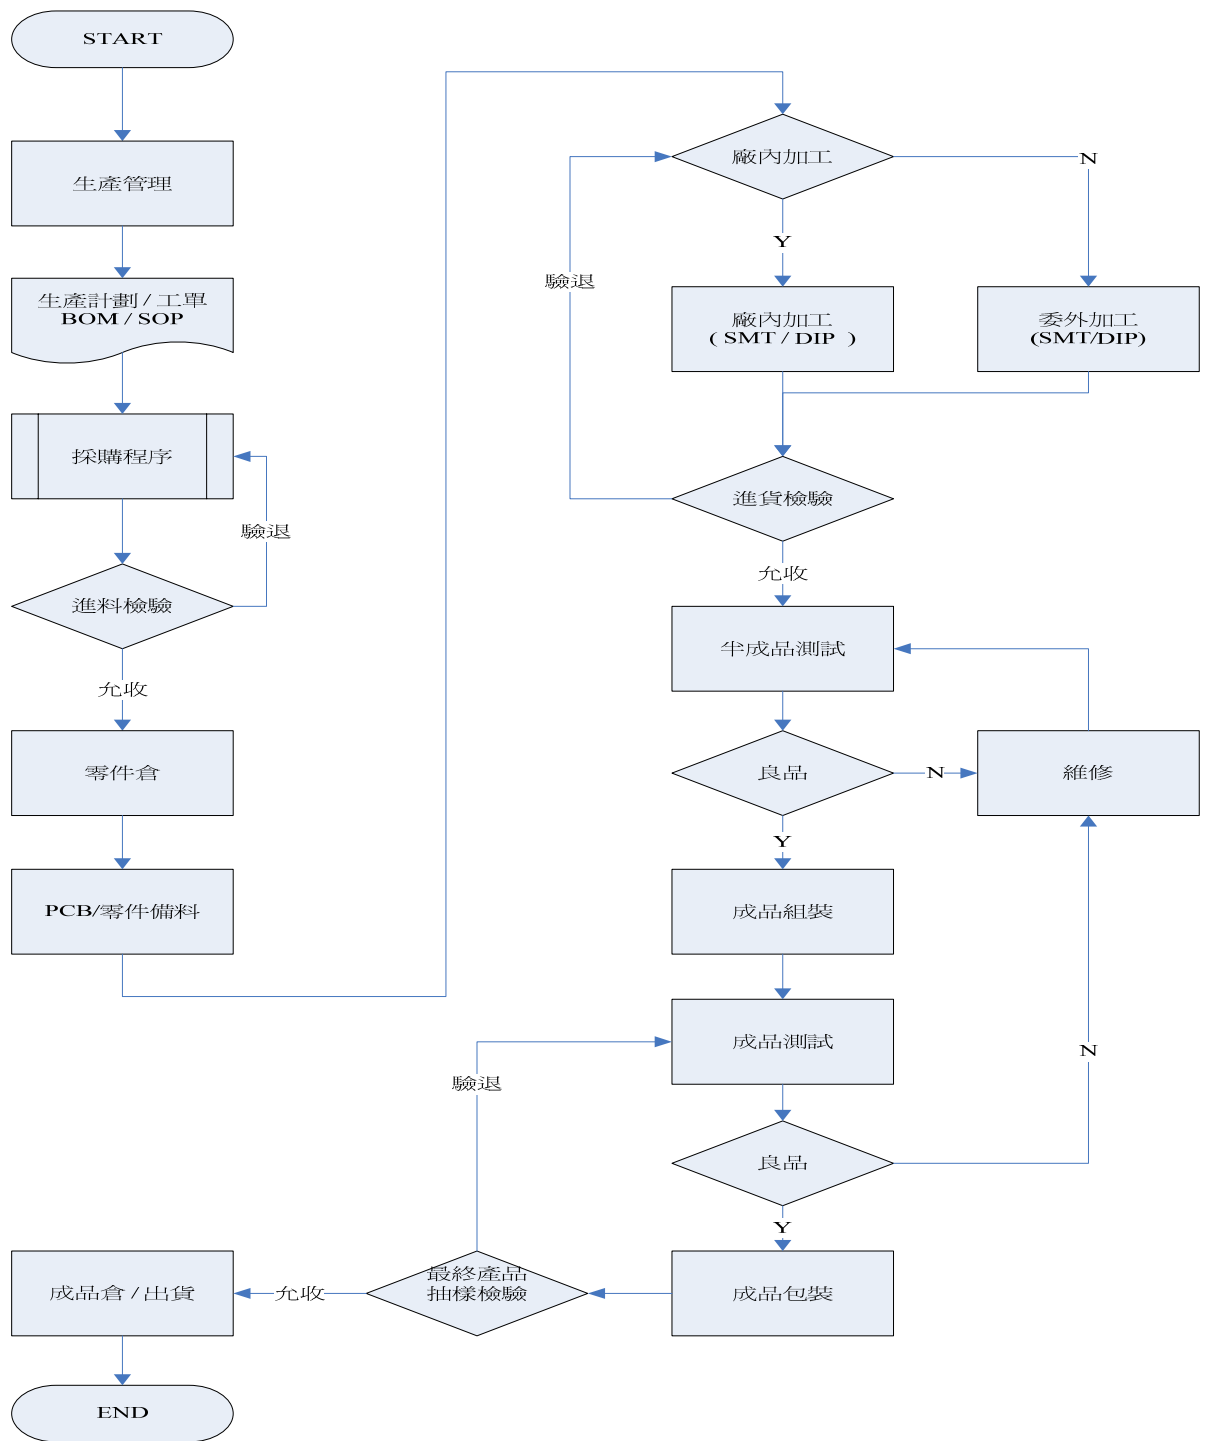 START
生產管理
生產計劃 / 工單
BOM / SOP
採購程序
驗退
進料檢驗
允收
零件倉
PCB/零件備料
廠內加工
N
Y
驗退
廠內加工
( SMT / DIP )
委外加工
(SMT/DIP)
進貨檢驗
允收
半成品測試
良品
N
維修
Y
成品組裝
成品測試
N
驗退
良品
Y
成品包裝
最終產品
抽樣檢驗
允收
成品倉 / 出貨
END